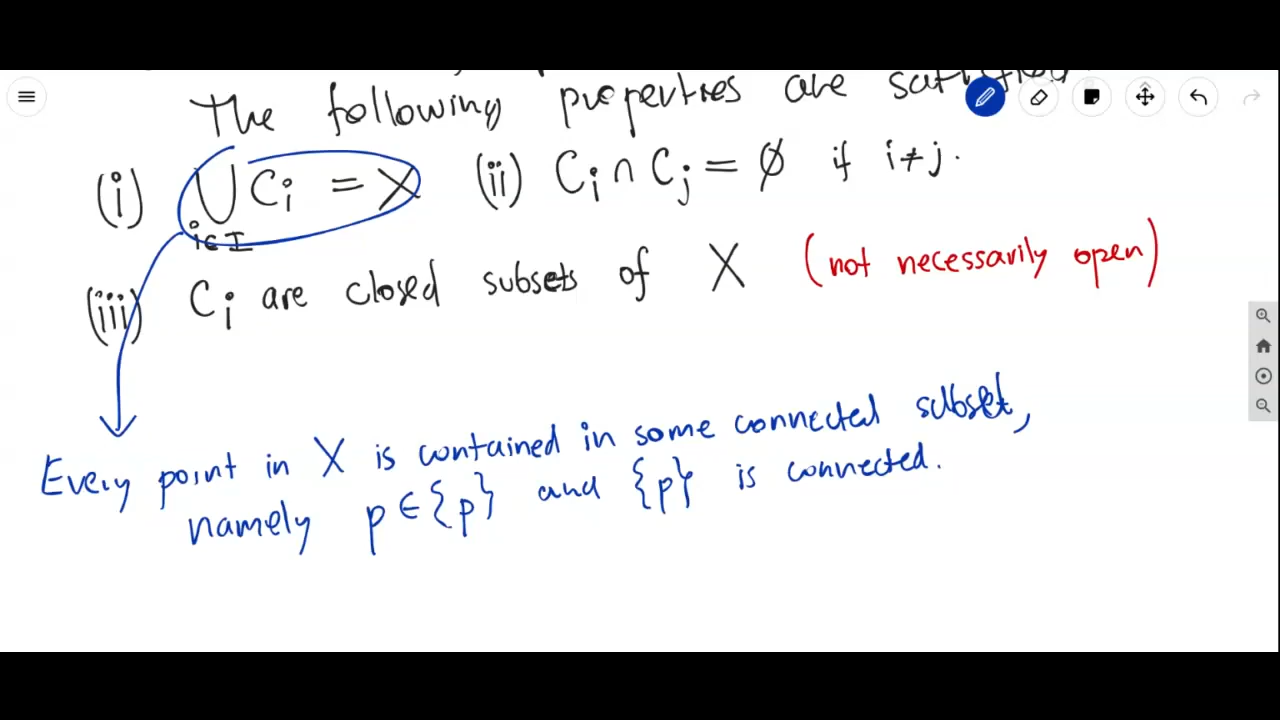 The following properties are satisfied
(i) ⋃ Cᵢ = X (ii) Cᵢ ∩ Cⱼ = ∅ if i ≠ j.
i ∈ I
(iii) Cᵢ are closed subsets of X (not necessarily open)
Every point in X is contained in some connected subset,
namely p ∈ {p} and {p} is connected.